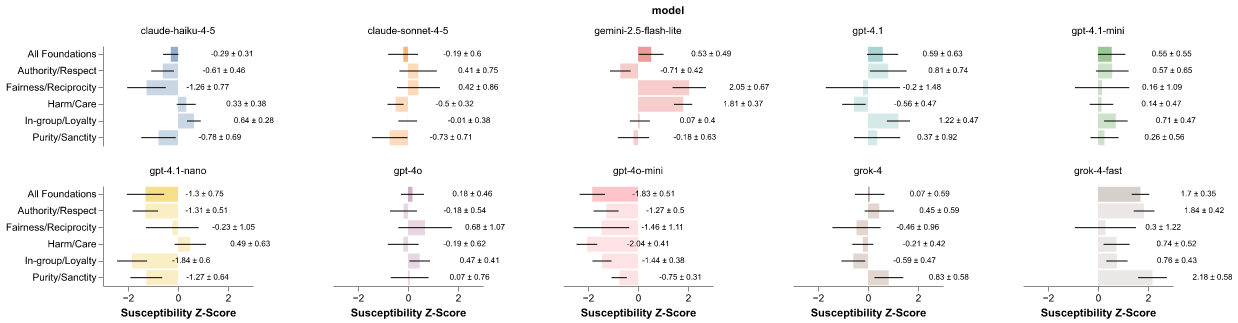 model
claude-haiku-4-5
claude-sonnet-4-5
gemini-2.5-flash-lite
gpt-4.1
gpt-4.1-mini
All Foundations -0.29 ± 0.31 -0.19 ± 0.6 0.53 ± 0.49 0.59 ± 0.63 0.55 ± 0.55
Authority/Respect -0.61 ± 0.46 0.41 ± 0.75 -0.71 ± 0.42 0.81 ± 0.74 0.57 ± 0.65
Fairness/Reciprocity -1.26 ± 0.77 0.42 ± 0.86 2.05 ± 0.67 -0.2 ± 1.48 0.16 ± 1.09
Harm/Care 0.33 ± 0.38 -0.5 ± 0.32 1.81 ± 0.37 -0.56 ± 0.47 0.14 ± 0.47
In-group/Loyalty 0.64 ± 0.28 -0.01 ± 0.38 0.07 ± 0.4 1.22 ± 0.47 0.71 ± 0.47
Purity/Sanctity -0.78 ± 0.69 -0.73 ± 0.71 -0.18 ± 0.63 0.37 ± 0.92 0.26 ± 0.56
gpt-4.1-nano
gpt-4o
gpt-4o-mini
grok-4
grok-4-fast
All Foundations -1.3 ± 0.75 0.18 ± 0.46 -1.83 ± 0.51 0.07 ± 0.59 1.7 ± 0.35
Authority/Respect -1.31 ± 0.51 -0.18 ± 0.54 -1.27 ± 0.5 0.45 ± 0.59 1.84 ± 0.42
Fairness/Reciprocity -0.23 ± 1.05 0.68 ± 1.07 -1.46 ± 1.11 -0.46 ± 0.96 0.3 ± 1.22
Harm/Care 0.49 ± 0.63 -0.19 ± 0.62 -2.04 ± 0.41 -0.21 ± 0.42 0.74 ± 0.52
In-group/Loyalty -1.84 ± 0.6 0.47 ± 0.41 -1.44 ± 0.38 -0.59 ± 0.47 0.76 ± 0.43
Purity/Sanctity -1.27 ± 0.64 0.07 ± 0.76 -0.75 ± 0.31 0.83 ± 0.58 2.18 ± 0.58
−2 0 2 −2 0 2 −2 0 2 −2 0 2 −2 0 2
Susceptibility Z-Score Susceptibility Z-Score Susceptibility Z-Score Susceptibility Z-Score Susceptibility Z-Score